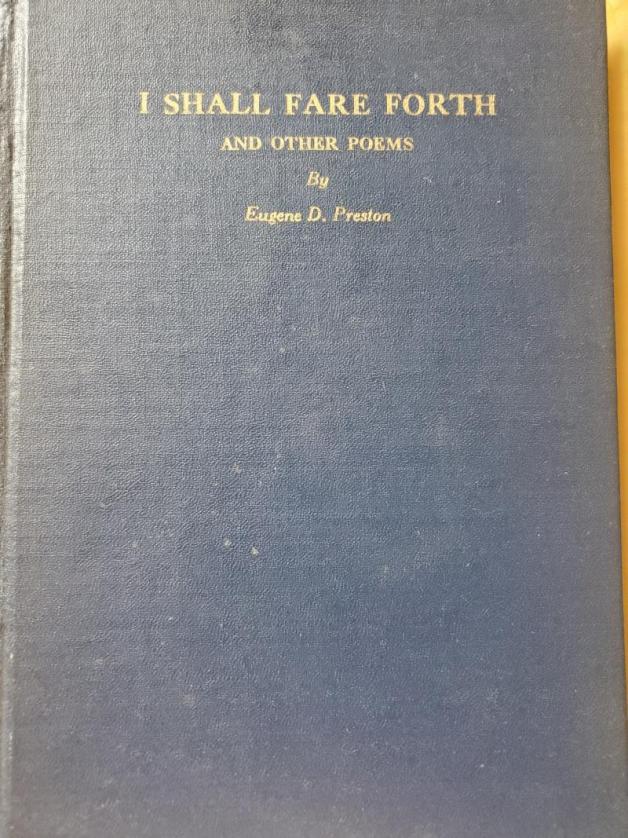 I SHALL FARE FORTH
AND OTHER POEMS
By
Eugene D. Preston